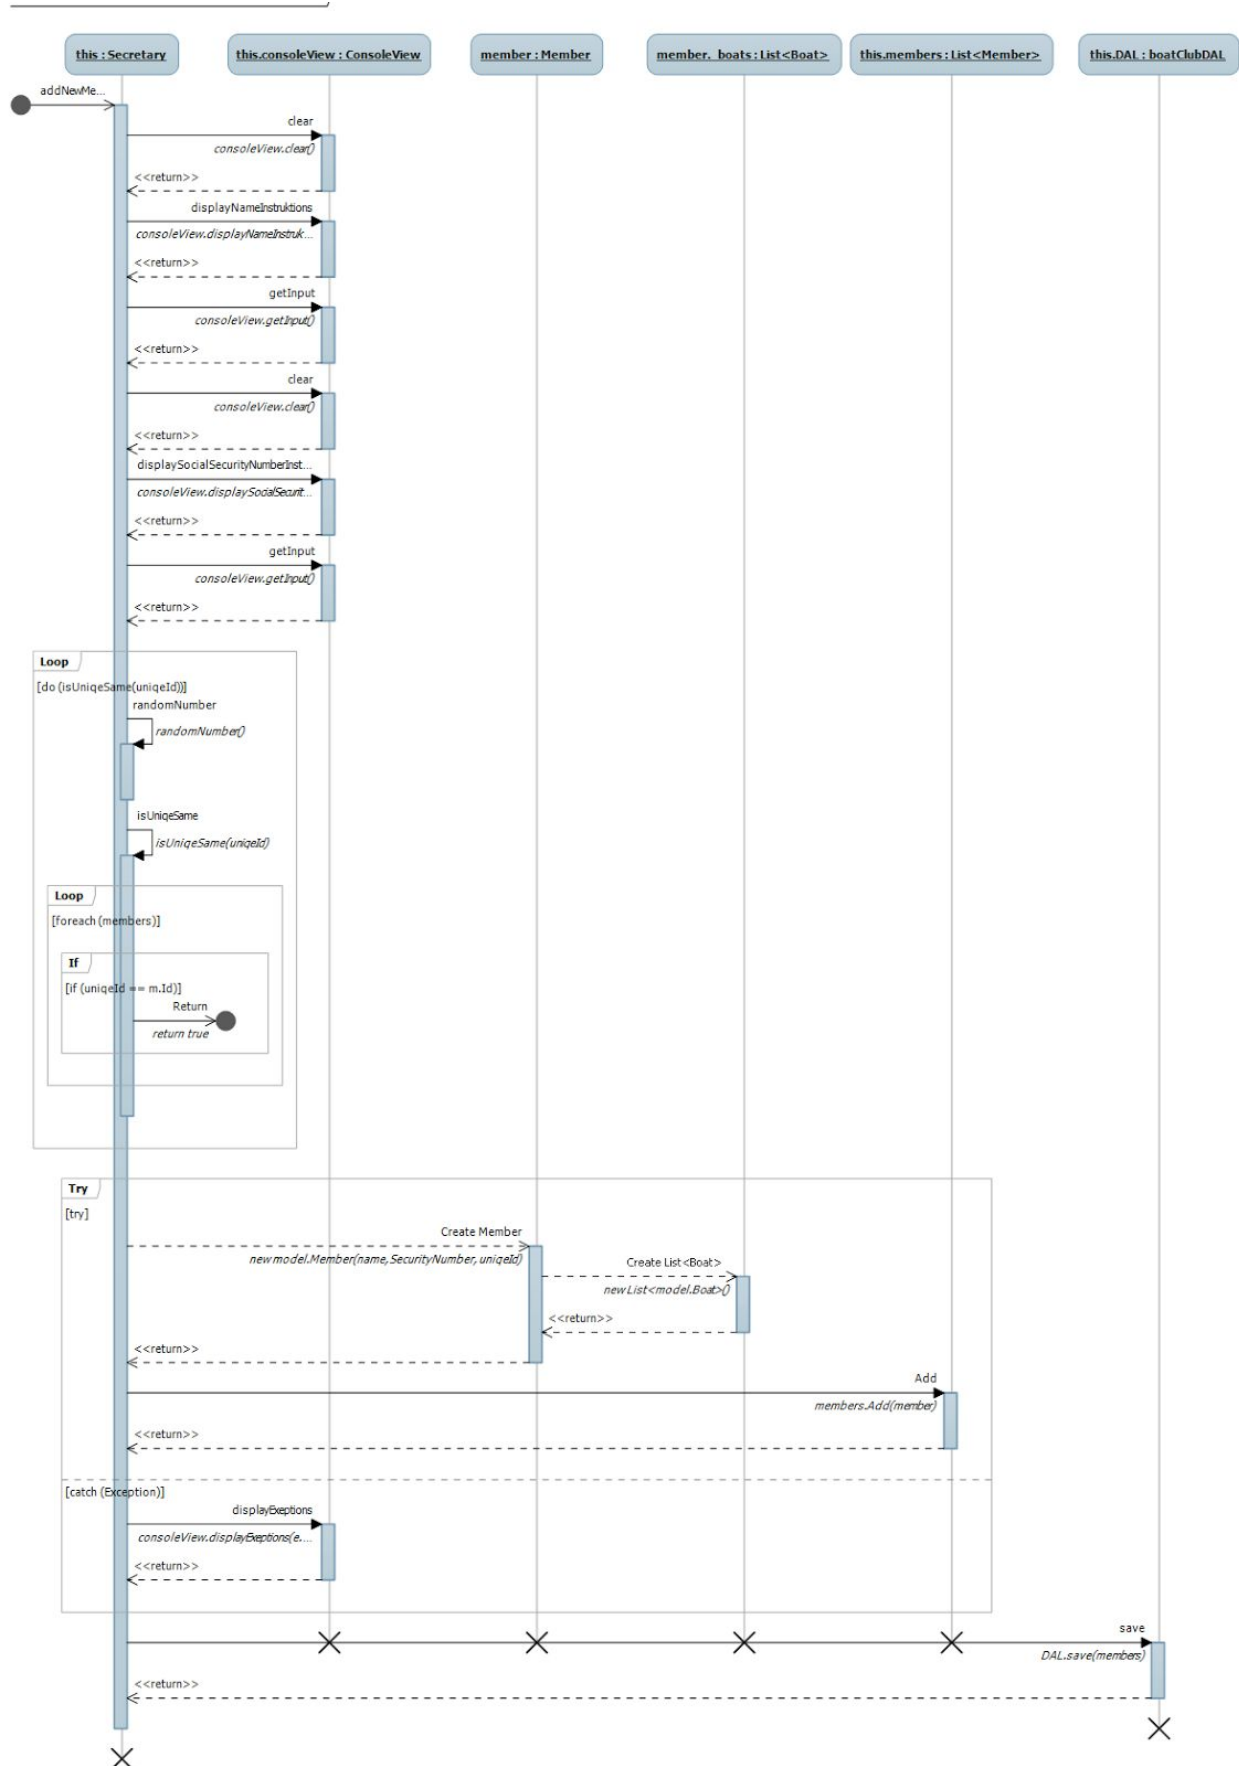 this : Secretary
this.consoleView : ConsoleView
member : Member
member._boats : List<Boat>
this.members : List<Member>
this.DAL : boatClubDAL
addNewMe...
clear
consoleView.clear()
<<return>>
displayNameInstruktions
consoleView.displayNameInstruk...
<<return>>
getInput
consoleView.getInput()
<<return>>
clear
consoleView.clear()
<<return>>
displaySocialSecurityNumberInst...
consoleView.displaySocialSecurit...
<<return>>
getInput
consoleView.getInput()
<<return>>
Loop
[do (isUniqeSame(uniqeId))]
randomNumber
randomNumber()
isUniqeSame
isUniqeSame(uniqeId)
Loop
[foreach (members)]
If
[if (uniqeId == m.Id)]
Return
return true
Try
[try]
Create Member
new model.Member(name, SecurityNumber, uniqeId)
Create List<Boat>
new List<model.Boat>()
<<return>>
<<return>>
Add
members.Add(member)
<<return>>
[catch (Exception)]
displayExeptions
consoleView.displayExeptions(e....
<<return>>
save
DAL.save(members)
<<return>>